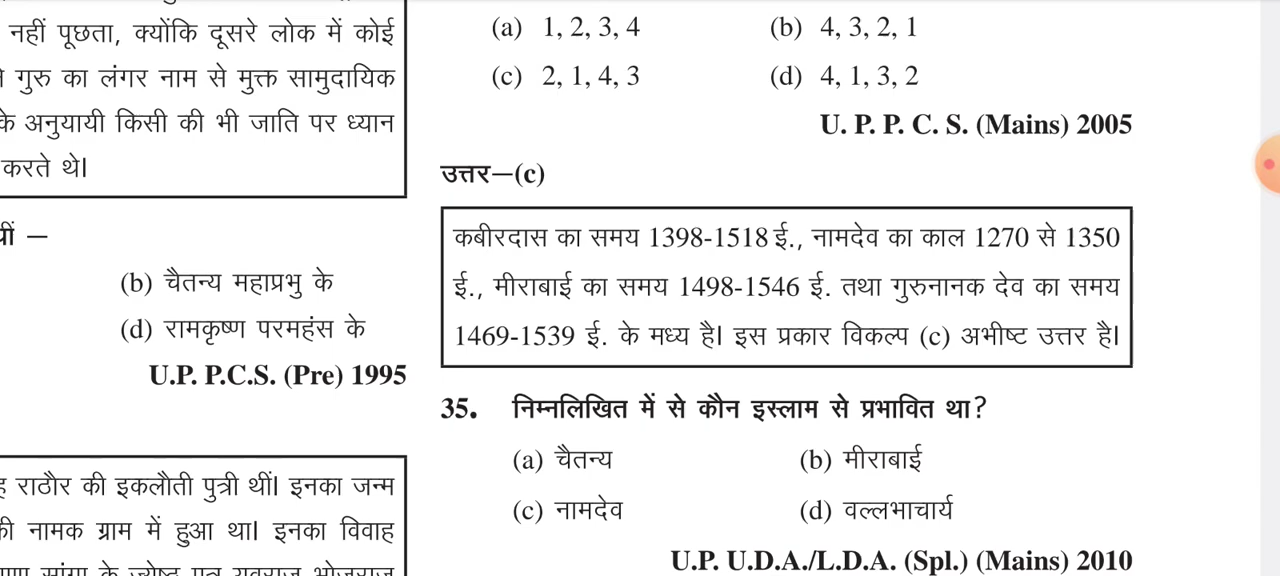 नहीं पूछता, क्योंकि दूसरे लोक में कोई
गुरु का लंगर नाम से मुक्त सामुदायिक
के अनुयायी किसी की भी जाति पर ध्यान
करते थे।
—
(b) चैतन्य महाप्रभु के
(d) रामकृष्ण परमहंस के
U.P. P.C.S. (Pre) 1995
राठौर की इकलौती पुत्री थीं। इनका जन्म
नामक ग्राम में हुआ था। इनका विवाह
(a) 1, 2, 3, 4 (b) 4, 3, 2, 1
(c) 2, 1, 4, 3 (d) 4, 1, 3, 2
U. P. P. C. S. (Mains) 2005
उत्तर—(c)
कबीरदास का समय 1398-1518 ई., नामदेव का काल 1270 से 1350
ई., मीराबाई का समय 1498-1546 ई. तथा गुरुनानक देव का समय
1469-1539 ई. के मध्य है। इस प्रकार विकल्प (c) अभीष्ट उत्तर है।
35. निम्नलिखित में से कौन इस्लाम से प्रभावित था?
(a) चैतन्य (b) मीराबाई
(c) नामदेव (d) वल्लभाचार्य
U.P. U.D.A./L.D.A. (Spl.) (Mains) 2010